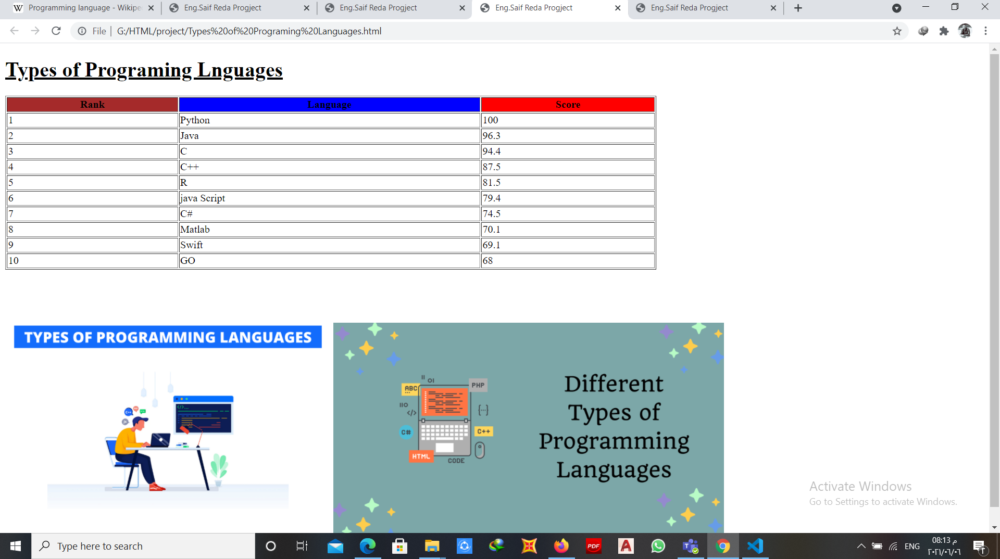 Programming language - Wikipe
Eng.Saif Reda Progject
Eng.Saif Reda Progject
Eng.Saif Reda Progject
Eng.Saif Reda Progject
File | G:/HTML/project/Types%20of%20Programing%20Languages.html
Types of Programing Lnguages
Rank Language Score
1 Python 100
2 Java 96.3
3 C 94.4
4 C++ 87.5
5 R 81.5
6 java Script 79.4
7 C# 74.5
8 Matlab 70.1
9 Swift 69.1
10 GO 68
TYPES OF PROGRAMMING LANGUAGES
C++
</>...
ABC
PHP
110
</>
{...}
C#
C++
HTML
CODE
Different
Types of
Programming
Languages
Activate Windows
Go to Settings to activate Windows.
Type here to search
PDF
ENG
08:13 م
٢٠٢١/٠٦/٠٦
٢